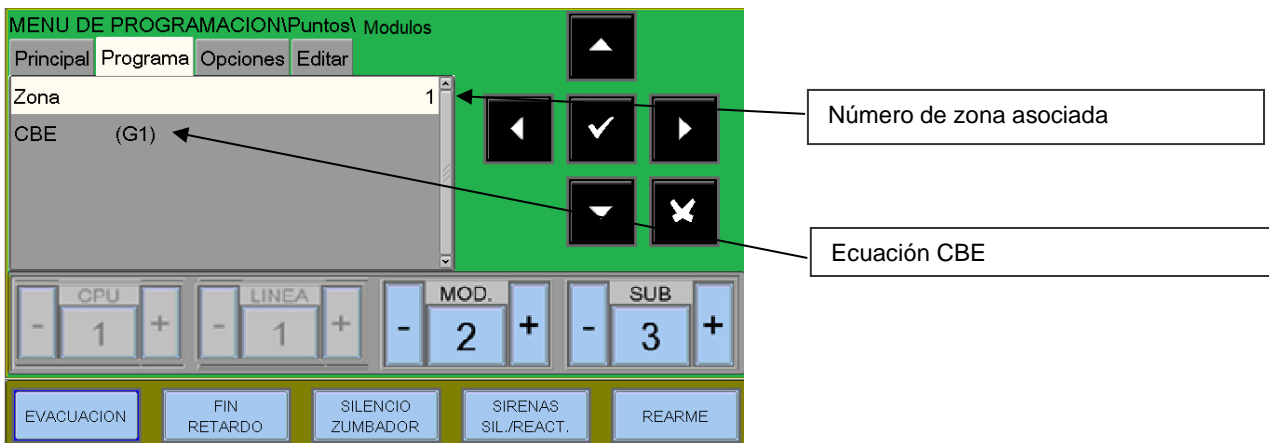 MENU DE PROGRAMACION\Puntos\ Modulos
Principal Programa Opciones Editar
Zona 1
CBE (G1)
Número de zona asociada
Ecuación CBE
CPU LINEA MOD. SUB
- 1 + - 1 + - 2 + - 3 +
EVACUACION
FIN
RETARDO
SILENCIO
ZUMBADOR
SIRENAS
SIL./REACT.
REARME